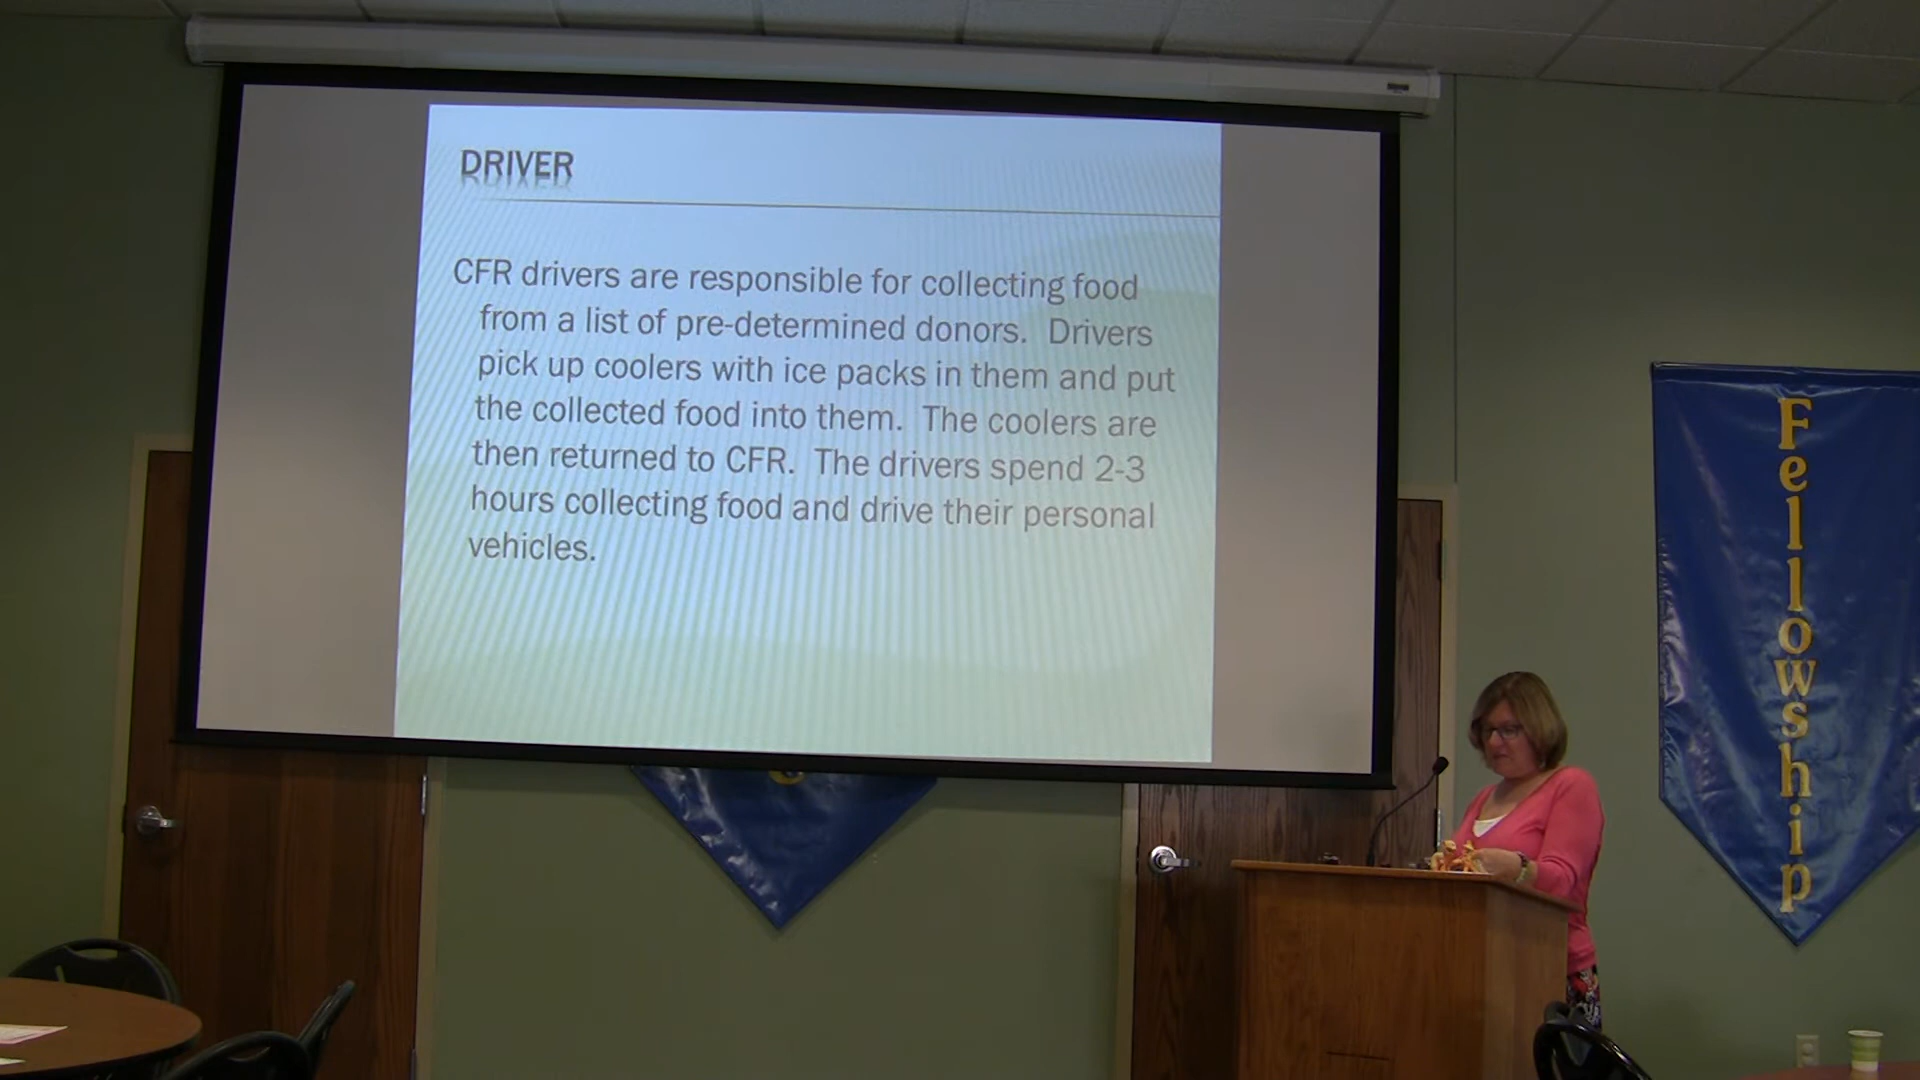 DRIVER
CFR drivers are responsible for collecting food
from a list of pre-determined donors. Drivers
pick up coolers with ice packs in them and put
the collected food into them. The coolers are
then returned to CFR. The drivers spend 2-3
hours collecting food and drive their personal
vehicles.
Fellowship